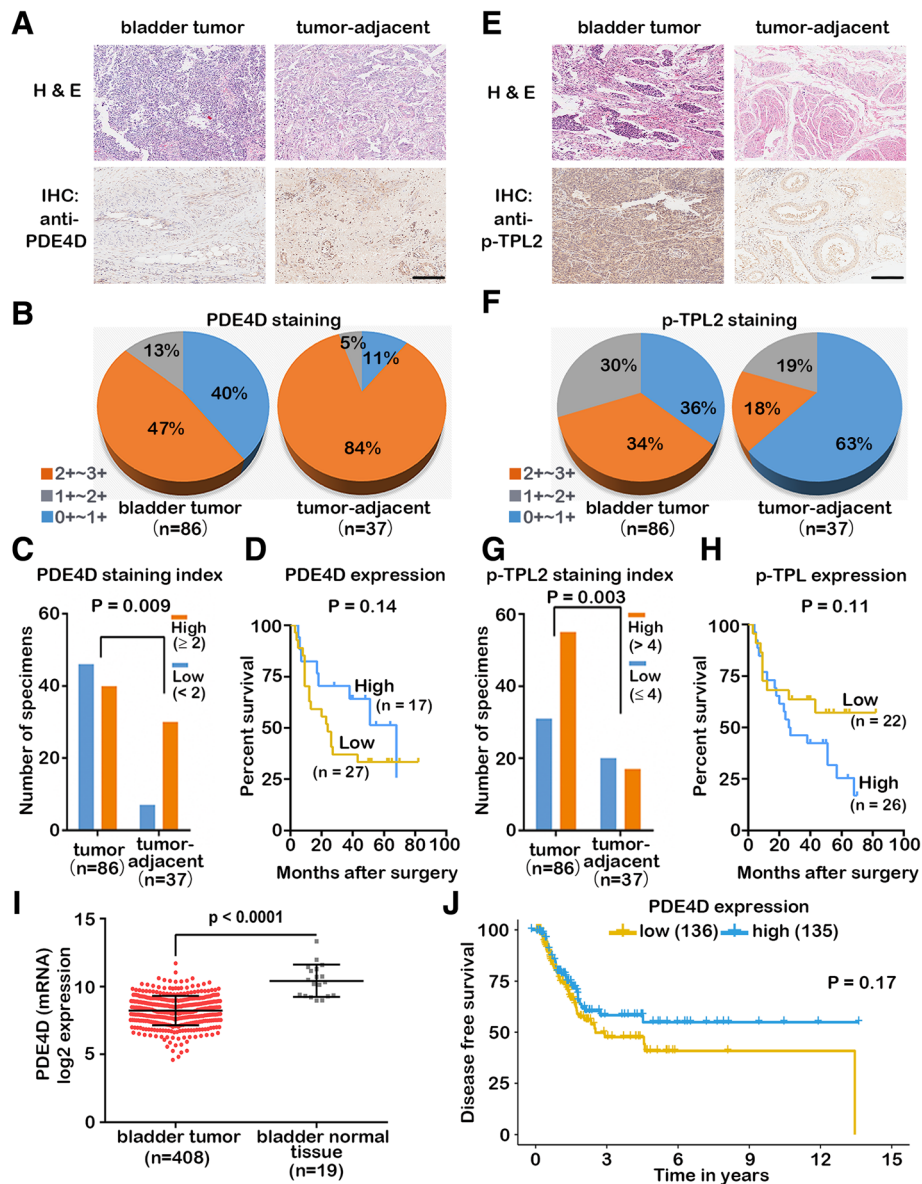 A
bladder tumor
tumor-adjacent
H & E
IHC:
anti-
PDE4D
E
bladder tumor
tumor-adjacent
H & E
IHC:
anti-
p-TPL2
B
PDE4D staining
13%
40%
47%
5%
11%
84%
2+~3+
1+~2+
0+~1+
bladder tumor
(n=86)
tumor-adjacent
(n=37)
F
p-TPL2 staining
30%
36%
34%
19%
18%
63%
2+~3+
1+~2+
0+~1+
bladder tumor
(n=86)
tumor-adjacent
(n=37)
C
PDE4D staining index
P = 0.009
High
(≥ 2)
Low
(< 2)
Number of specimens
60
40
20
0
tumor
(n=86)
tumor-
adjacent
(n=37)
D
PDE4D expression
P = 0.14
Percent survival
100
75
50
25
0
High
(n = 17)
Low
(n = 27)
0 20 40 60 80 100
Months after surgery
G
p-TPL2 staining index
P = 0.003
High
(> 4)
Low
(≤ 4)
Number of specimens
60
40
20
0
tumor
(n=86)
tumor-
adjacent
(n=37)
H
p-TPL expression
P = 0.11
Percent survival
100
75
50
25
0
Low
(n = 22)
High
(n = 26)
0 20 40 60 80 100
Months after surgery
I
p < 0.0001
PDE4D (mRNA)
log2 expression
15
10
5
0
bladder tumor
(n=408)
bladder normal
tissue
(n=19)
J
PDE4D expression
low (136) high (135)
P = 0.17
Disease free survival
100
75
50
25
0
0 3 6 9 12 15
Time in years